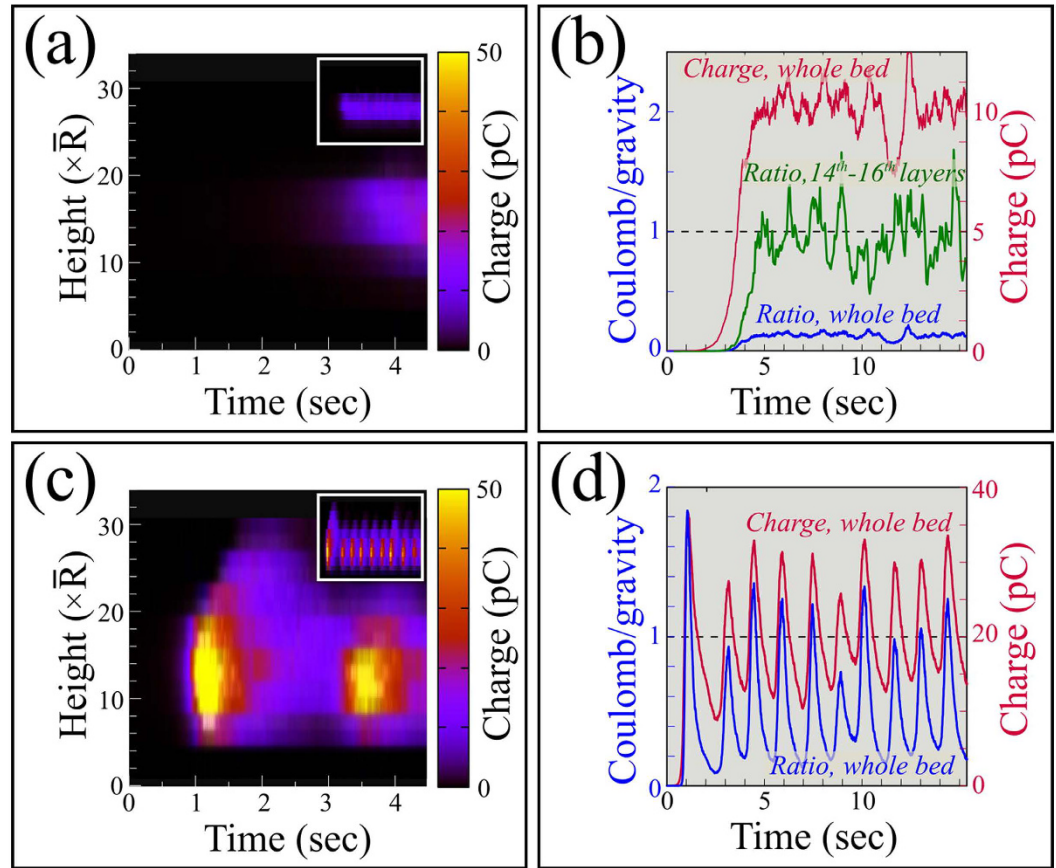 (a)
50
30
20
10
0
Height (×R̅)
0
1
2
3
4
Time (sec)
0
Charge (pC)
(b)
Charge, whole bed
Ratio, 14th-16th layers
Ratio, whole bed
2
1
0
Coulomb/gravity
10
5
0
Charge (pC)
0
5
10
15
Time (sec)
(c)
50
30
20
10
0
Height (×R̅)
0
1
2
3
4
Time (sec)
0
Charge (pC)
(d)
Charge, whole bed
Ratio, whole bed
2
1
0
Coulomb/gravity
40
20
0
Charge (pC)
0
5
10
15
Time (sec)